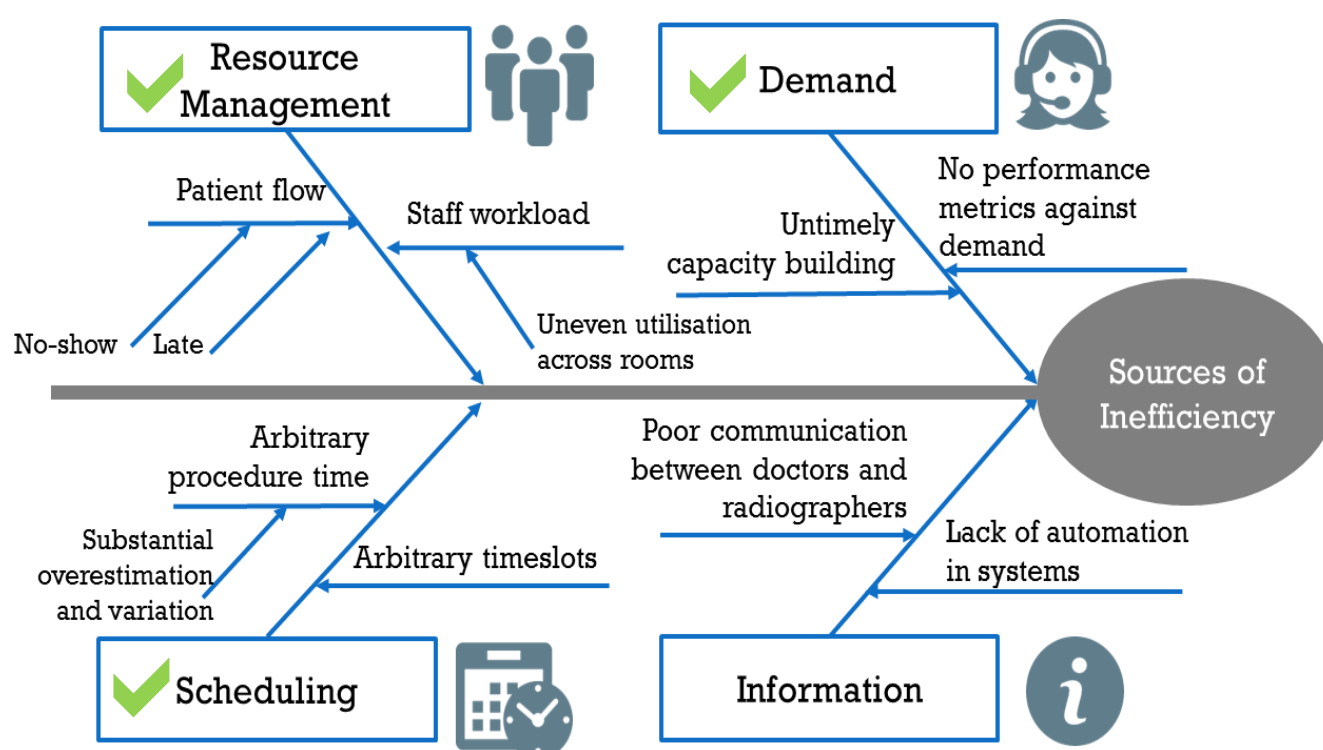 Resource
Management
Demand
Patient flow
Staff workload
No-show
Late
Uneven utilisation
across rooms
Untimely
capacity building
No performance
metrics against
demand
Sources of
Inefficiency
Arbitrary
procedure time
Substantial
overestimation
and variation
Arbitrary timeslots
Poor communication
between doctors and
radiographers
Lack of automation
in systems
Scheduling
Information
i